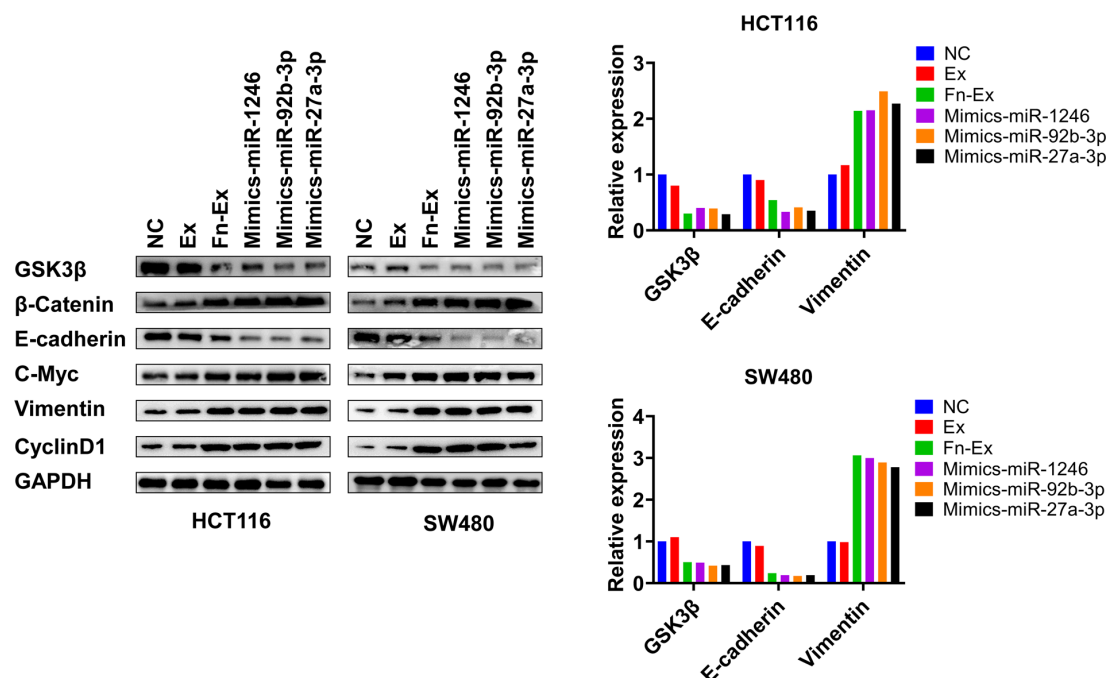 NC
Ex
Fn-Ex
Mimics-miR-1246
Mimics-miR-92b-3p
Mimics-miR-27a-3p
NC
Ex
Fn-Ex
Mimics-miR-1246
Mimics-miR-92b-3p
Mimics-miR-27a-3p
GSK3β
β-Catenin
E-cadherin
C-Myc
Vimentin
CyclinD1
GAPDH
HCT116
SW480
HCT116
Relative expression
3
2
1
0
GSK3β
E-cadherin
Vimentin
NC
Ex
Fn-Ex
Mimics-miR-1246
Mimics-miR-92b-3p
Mimics-miR-27a-3p
SW480
Relative expression
4
3
2
1
0
GSK3β
E-cadherin
Vimentin
NC
Ex
Fn-Ex
Mimics-miR-1246
Mimics-miR-92b-3p
Mimics-miR-27a-3p